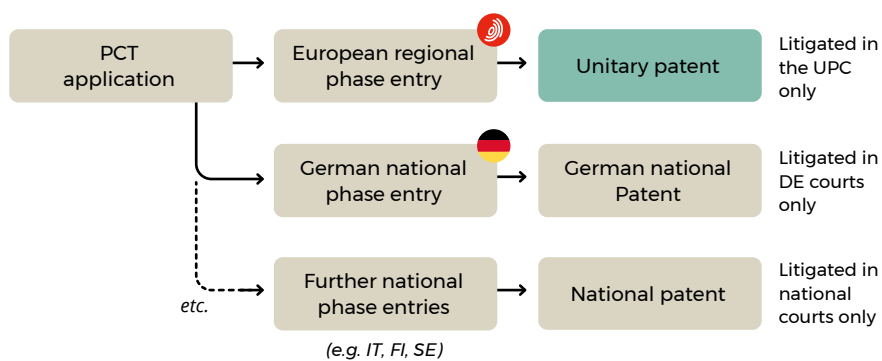 PCT
application
European regional
phase entry
Unitary patent
Litigated in
the UPC
only
German national
phase entry
German national
Patent
Litigated in
DE courts
only
etc.
Further national
phase entries
National patent
Litigated in
national
courts only
(e.g. IT, FI, SE)